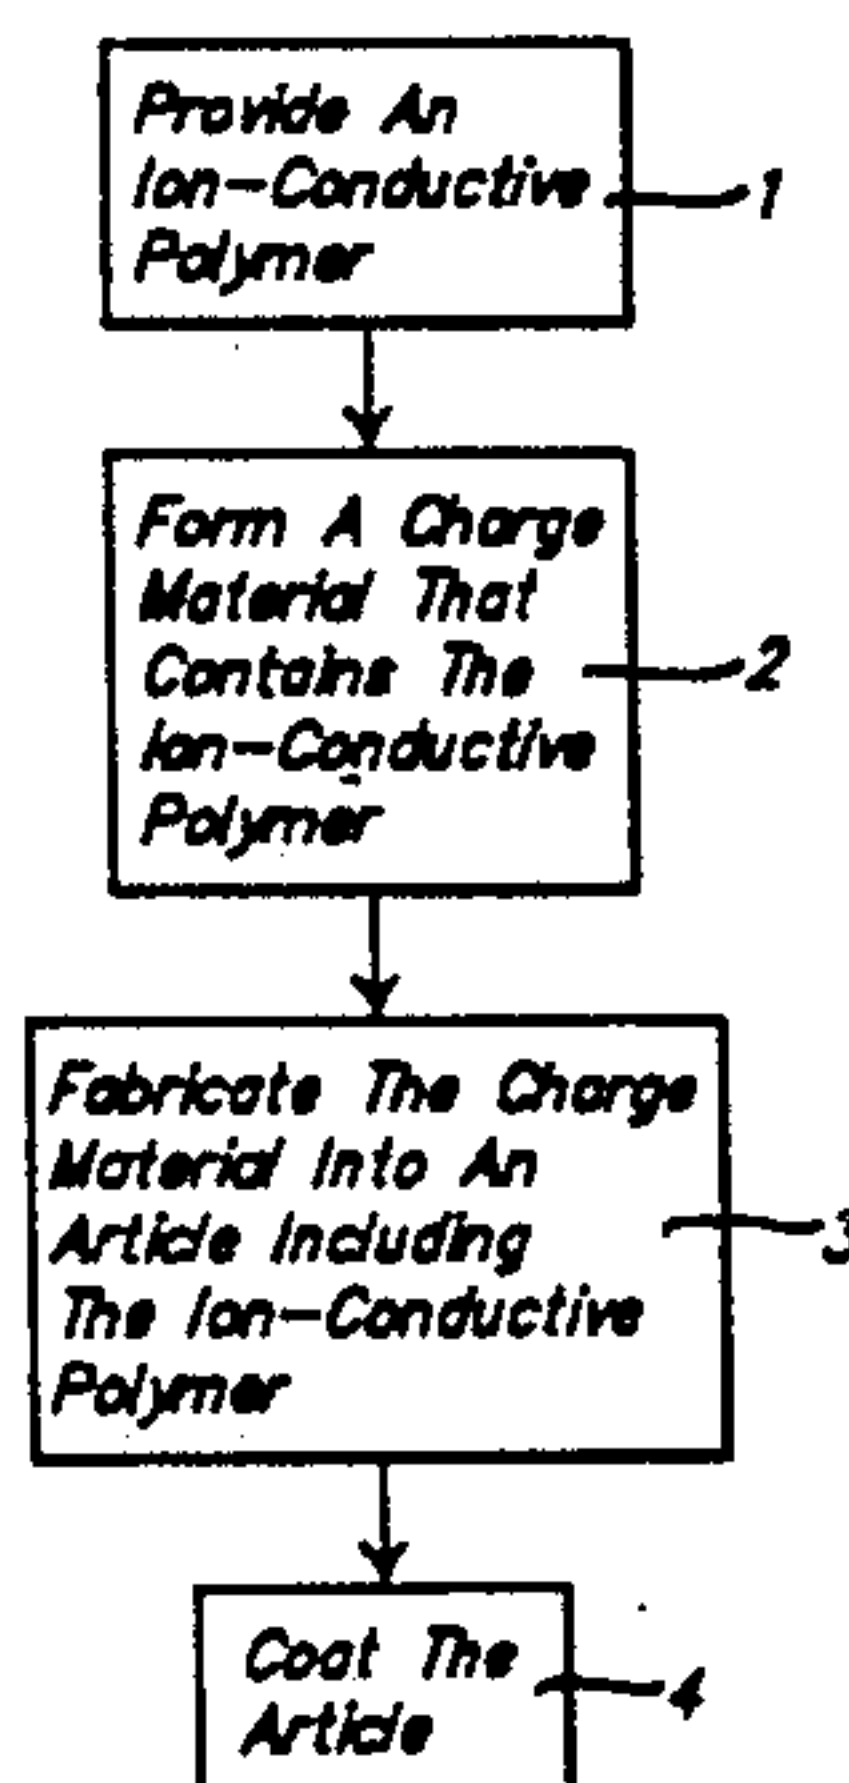 Provide An
Ion-Conductive
Polymer
1
Form A Charge
Material That
Contains The
Ion-Conductive
Polymer
2
Fabricate The Charge
Material Into An
Article Including
The Ion-Conductive
Polymer
3
Coat The
Article
4